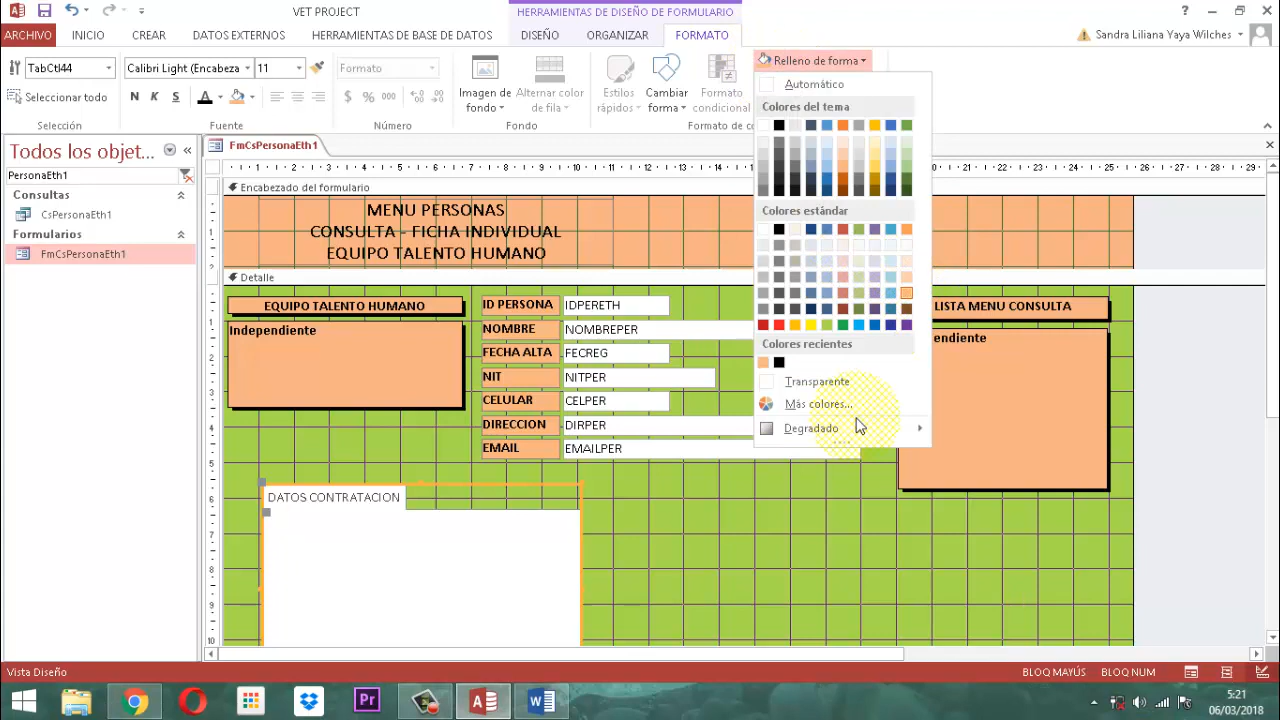 VET PROJECT
HERRAMIENTAS DE DISEÑO DE FORMULARIO
?
ARCHIVO
INICIO
CREAR
DATOS EXTERNOS
HERRAMIENTAS DE BASE DE DATOS
DISEÑO
ORGANIZAR
FORMATO
Sandra Liliana Yaya Wilches
TabCtl44
Calibri Light (Encabeza
11
Formato
Seleccionar todo
N K S A
$ % 000
Imagen de fondo
Alternar color de fila
Estilos rápidos
Cambiar forma
Formato condicional
Relleno de forma
Selección
Fuente
Número
Fondo
Formato de c
Automático
Colores del tema
Colores estándar
Colores recientes
Transparente
Más colores...
Degradado
Todos los objet...
PersonaEth1
Consultas
CsPersonaEth1
Formularios
FmCsPersonaEth1
FmCsPersonaEth1
Encabezado del formulario
MENU PERSONAS
CONSULTA - FICHA INDIVIDUAL
EQUIPO TALENTO HUMANO
Detalle
EQUIPO TALENTO HUMANO
Independiente
ID PERSONA IDPERETH
NOMBRE NOMBREPER
FECHA ALTA FECREG
NIT NITPER
CELULAR CELPER
DIRECCION DIRPER
EMAIL EMAILPER
LISTA MENU CONSULTA
endiente
DATOS CONTRATACION
Vista Diseño
BLOQ MAYÚS
BLOQ NUM
Pr
5:21
06/03/2018